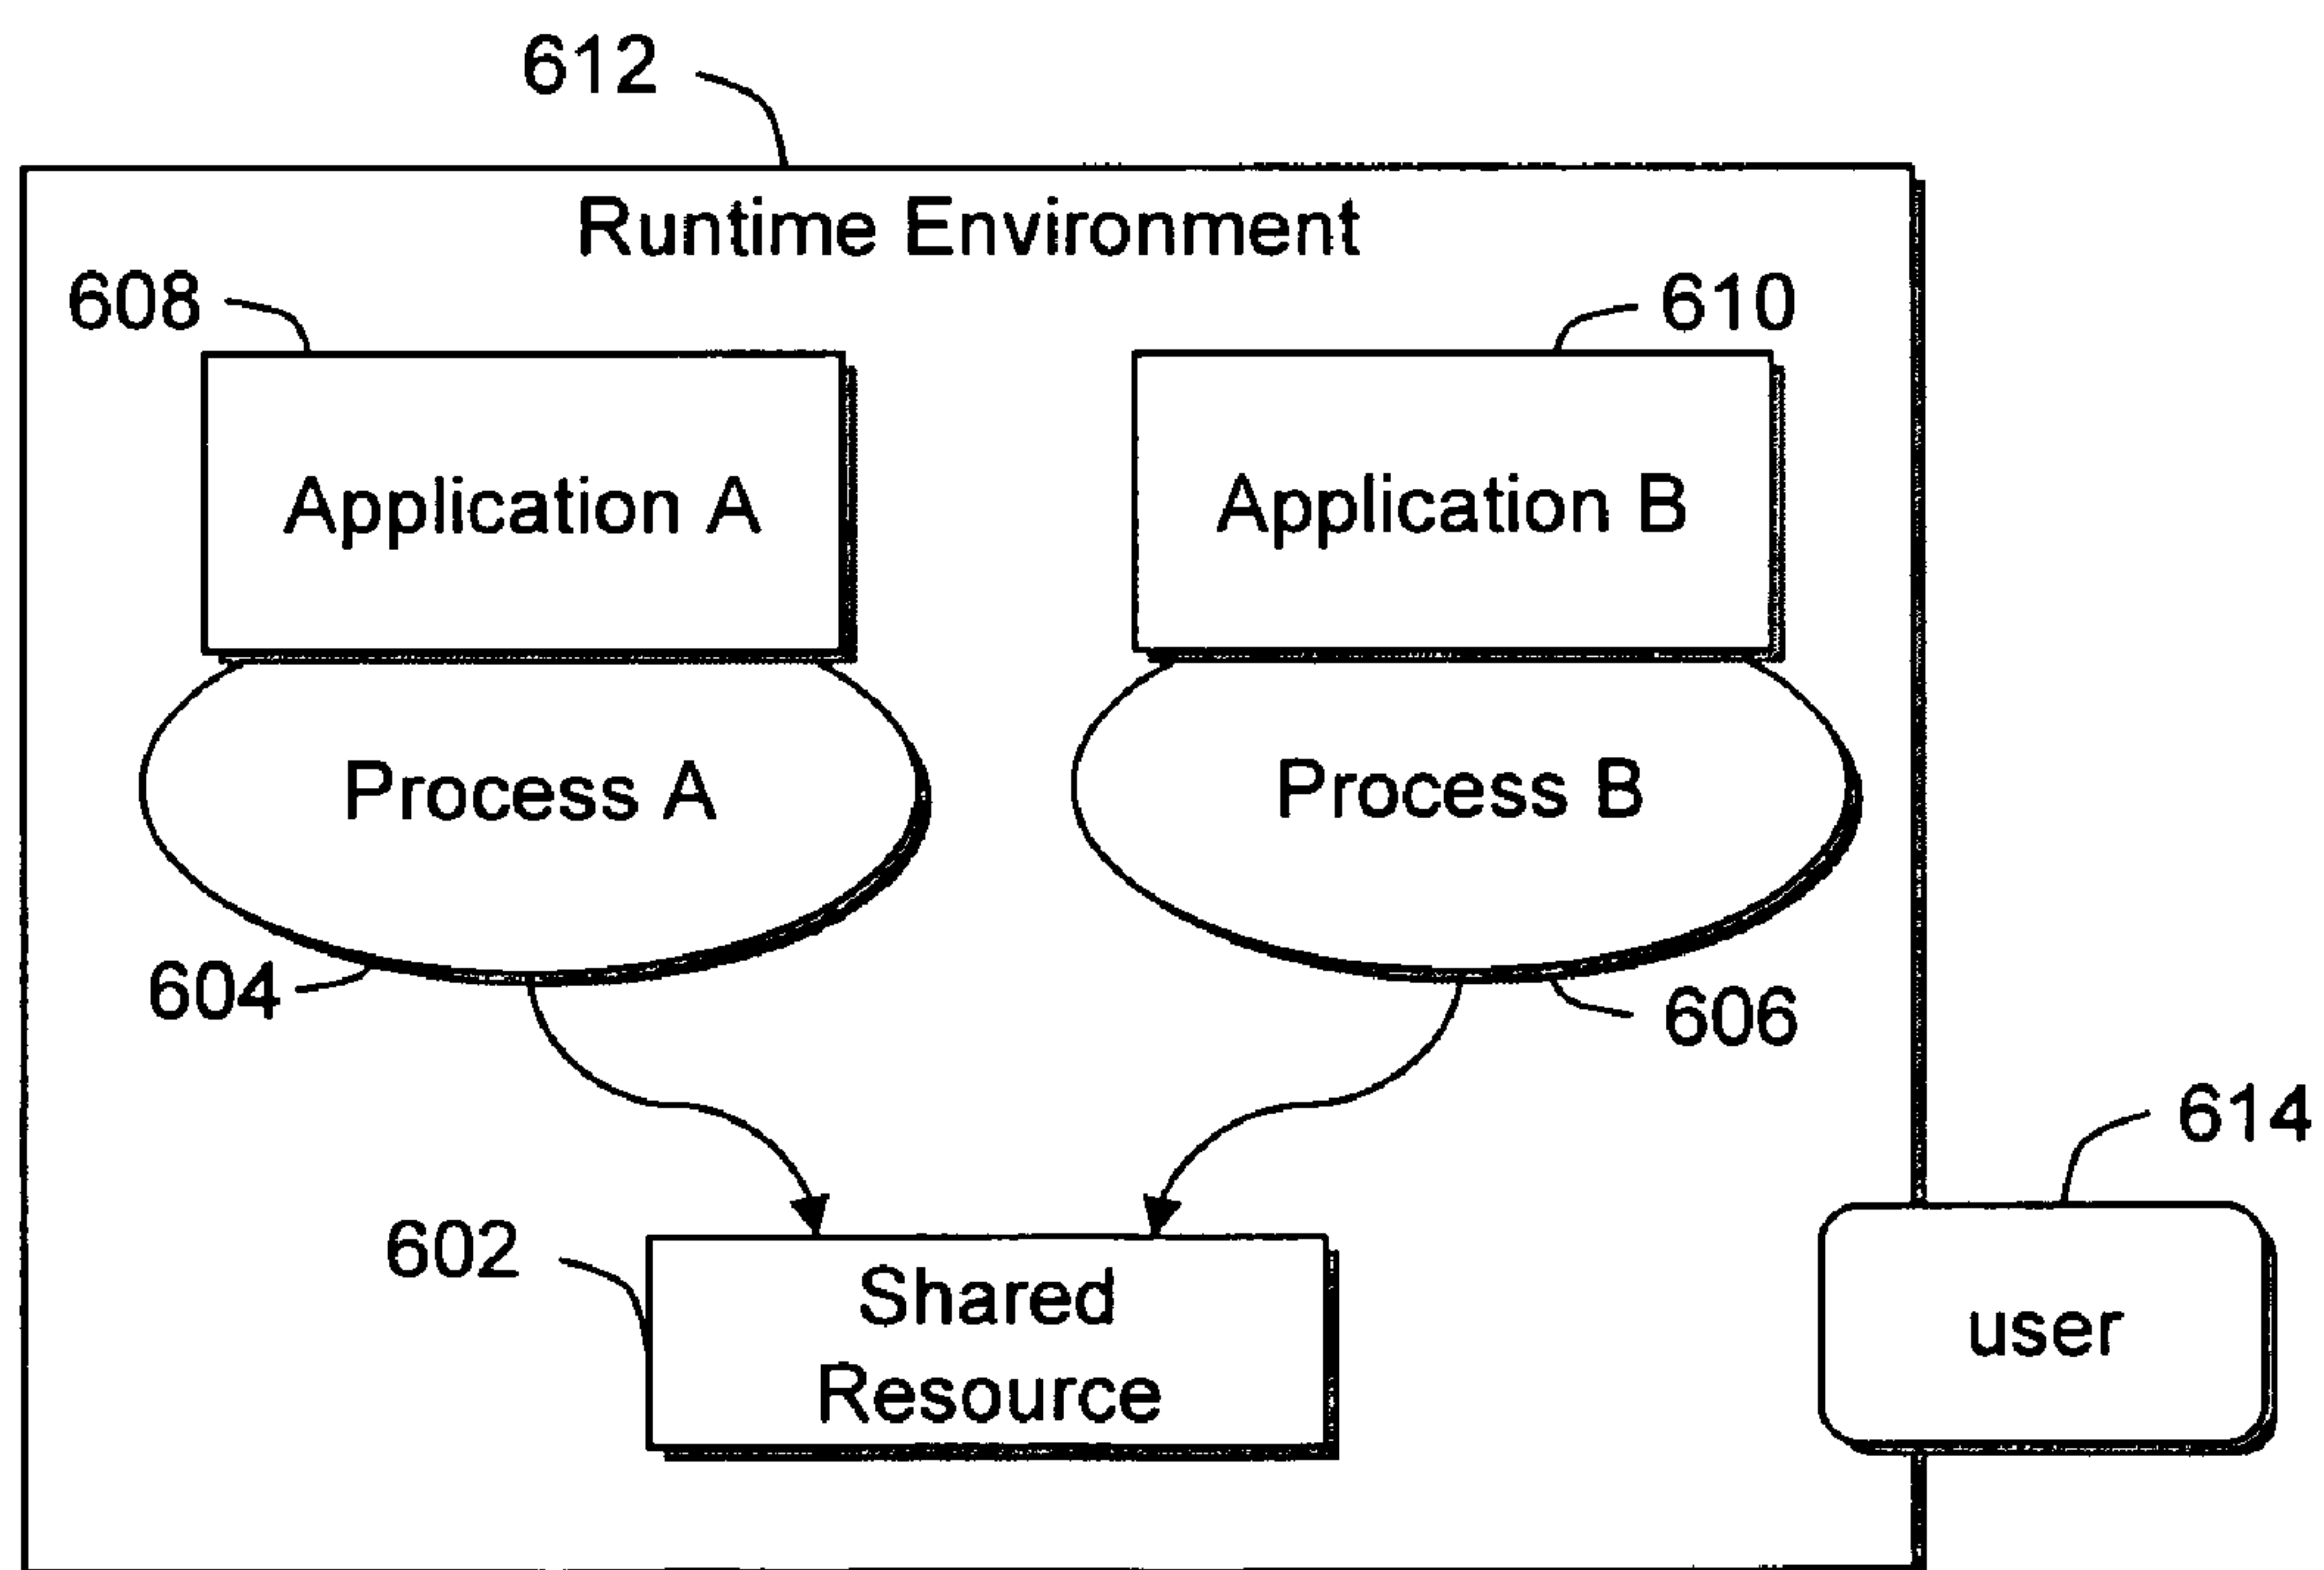 612
Runtime Environment
608
610
Application A
Application B
Process A
Process B
604
606
614
602
Shared
Resource
user